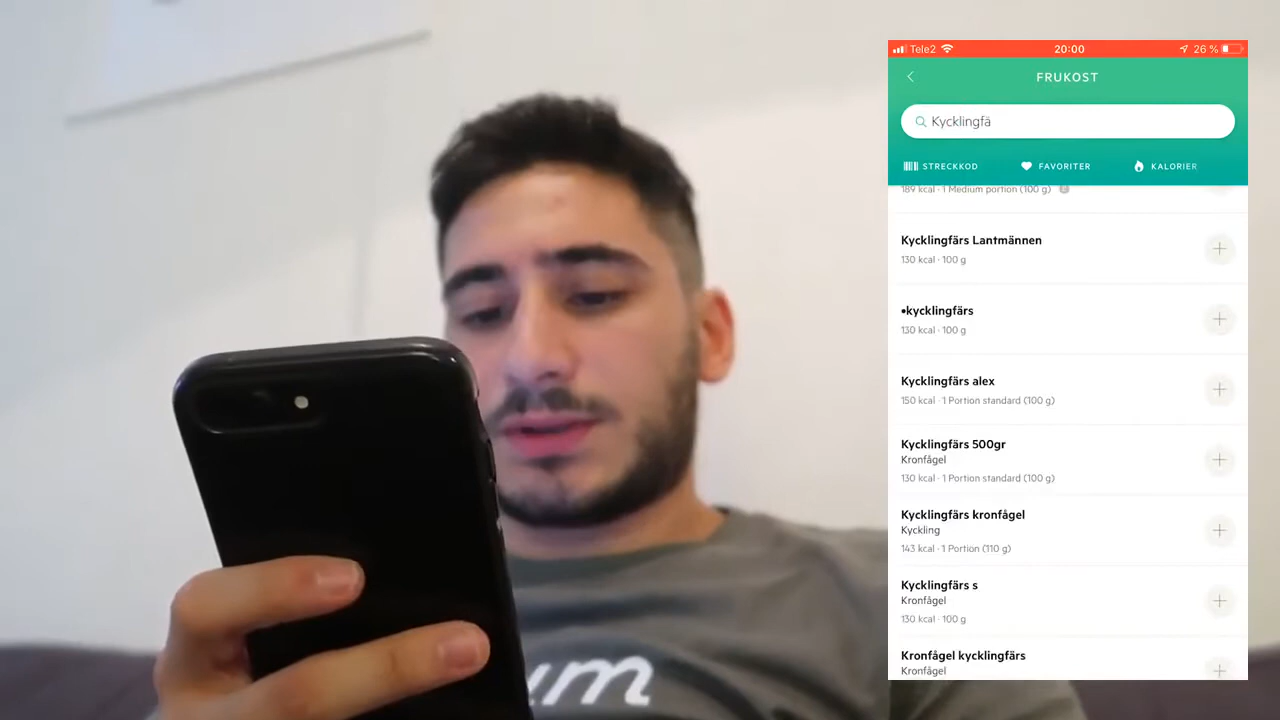 Tele2 20:00 26 %
FRUKOST
Kycklingfä
STRECKKOD FAVORITER KALORIER
189 kcal · 1 Medium portion (100 g)
Kycklingfärs Lantmännen
130 kcal · 100 g
•kycklingfärs
130 kcal · 100 g
Kycklingfärs alex
150 kcal · 1 Portion standard (100 g)
Kycklingfärs 500gr
Kronfågel
130 kcal · 1 Portion standard (100 g)
Kycklingfärs kronfågel
Kyckling
143 kcal · 1 Portion (110 g)
Kycklingfärs s
Kronfågel
130 kcal · 100 g
Kronfågel kycklingfärs
Kronfågel